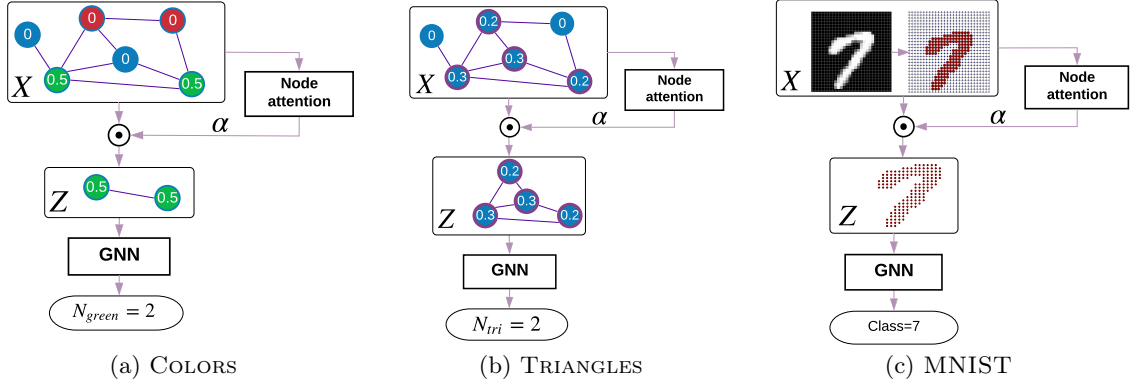 0
0
0
0
0.5
0.5
X
Node
attention
α
0.5
0.5
Z
GNN
N_green = 2
(a) COLORS
0.2
0
0
0.3
0.3
0.2
X
Node
attention
α
0.2
0.3
0.3
0.2
Z
GNN
N_tri = 2
(b) TRIANGLES
X
Node
attention
α
Z
GNN
Class=7
(c) MNIST